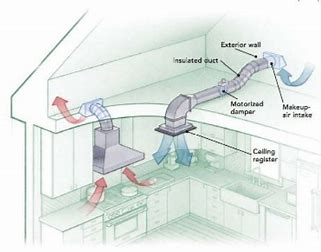 Exterior wall
Insulated duct
Motorized
damper
Makeup-
air intake
Ceiling
register